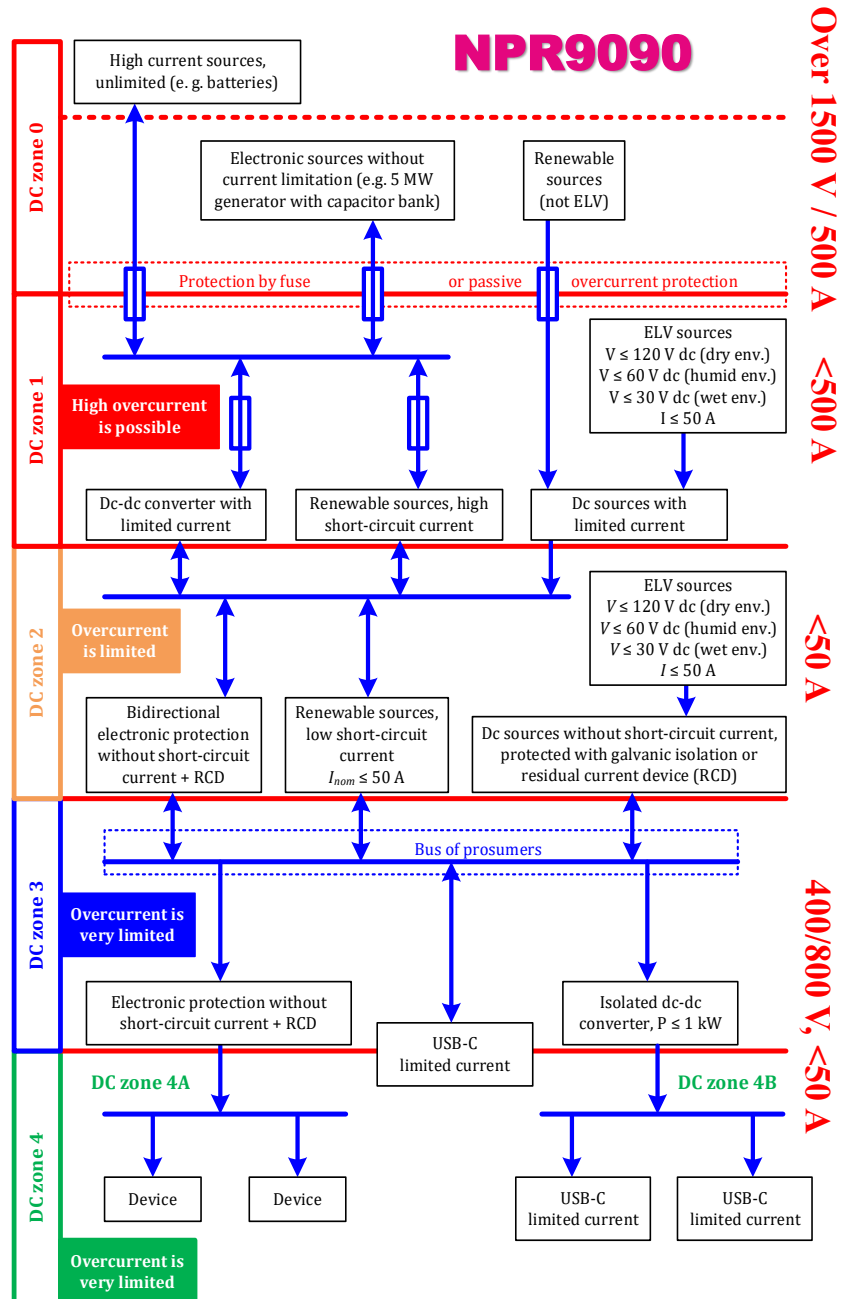 NPR9090
High current sources,
unlimited (e. g. batteries)
Over 1500 V / 500 A
DC zone 0
Electronic sources without
current limitation (e.g. 5 MW
generator with capacitor bank)
Renewable
sources
(not ELV)
Protection by fuse or passive overcurrent protection
DC zone 1
ELV sources
V ≤ 120 V dc (dry env.)
V ≤ 60 V dc (humid env.)
V ≤ 30 V dc (wet env.)
I ≤ 50 A
<500 A
High overcurrent
is possible
Dc-dc converter with
limited current
Renewable sources, high
short-circuit current
Dc sources with
limited current
DC zone 2
Overcurrent
is limited
ELV sources
V ≤ 120 V dc (dry env.)
V ≤ 60 V dc (humid env.)
V ≤ 30 V dc (wet env.)
I ≤ 50 A
<50 A
Bidirectional
electronic protection
without short-circuit
current + RCD
Renewable sources,
low short-circuit
current
Inom ≤ 50 A
Dc sources without short-circuit current,
protected with galvanic isolation or
residual current device (RCD)
DC zone 3
Bus of prosumers
Overcurrent is
very limited
400/800 V, <50 A
Electronic protection without
short-circuit current + RCD
USB-C
limited current
Isolated dc-dc
converter, P ≤ 1 kW
DC zone 4
DC zone 4A
DC zone 4B
Device
Device
USB-C
limited current
USB-C
limited current
Overcurrent is
very limited